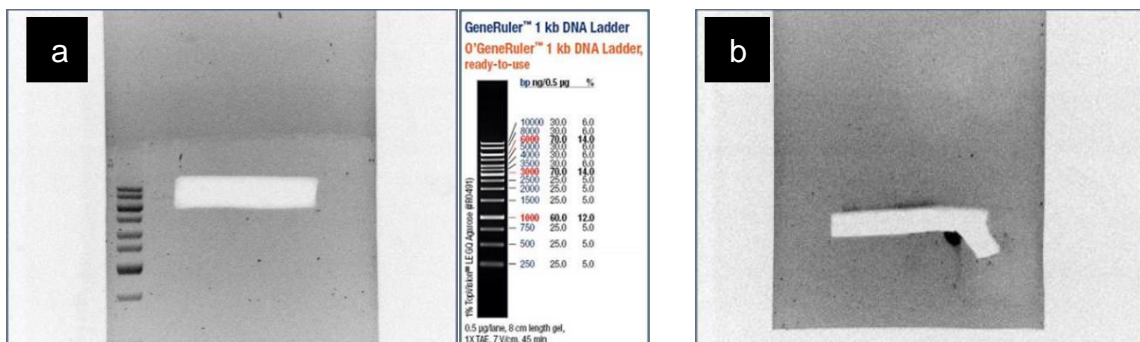 a
GeneRuler™ 1 kb DNA Ladder
O'GeneRuler™ 1 kb DNA Ladder,
ready-to-use
bp ng/0.5 µg %
10000 30.0 6.0
8000 30.0 6.0
6000 70.0 14.0
5000 30.0 6.0
4000 30.0 6.0
3500 30.0 6.0
3000 70.0 14.0
2500 25.0 5.0
2000 25.0 5.0
1500 25.0 5.0
1000 60.0 12.0
750 25.0 5.0
500 25.0 5.0
250 25.0 5.0
1% TopVision™ LE GQ Agarose (#R0491)
0.5 µg/lane, 8 cm length gel,
1X TAE, 7 V/cm, 45 min
b